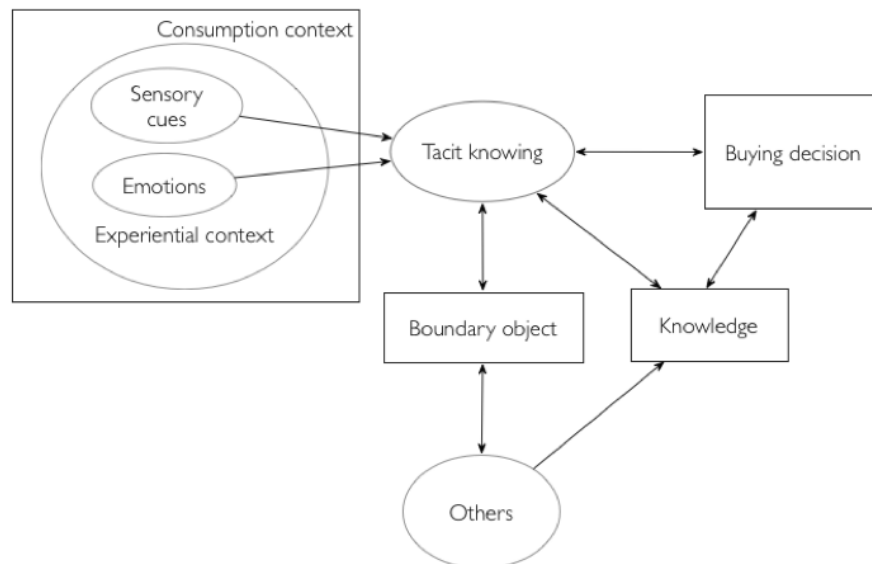 Consumption context
Sensory
cues
Tacit knowing
Buying decision
Emotions
Experiential context
Boundary object
Knowledge
Others